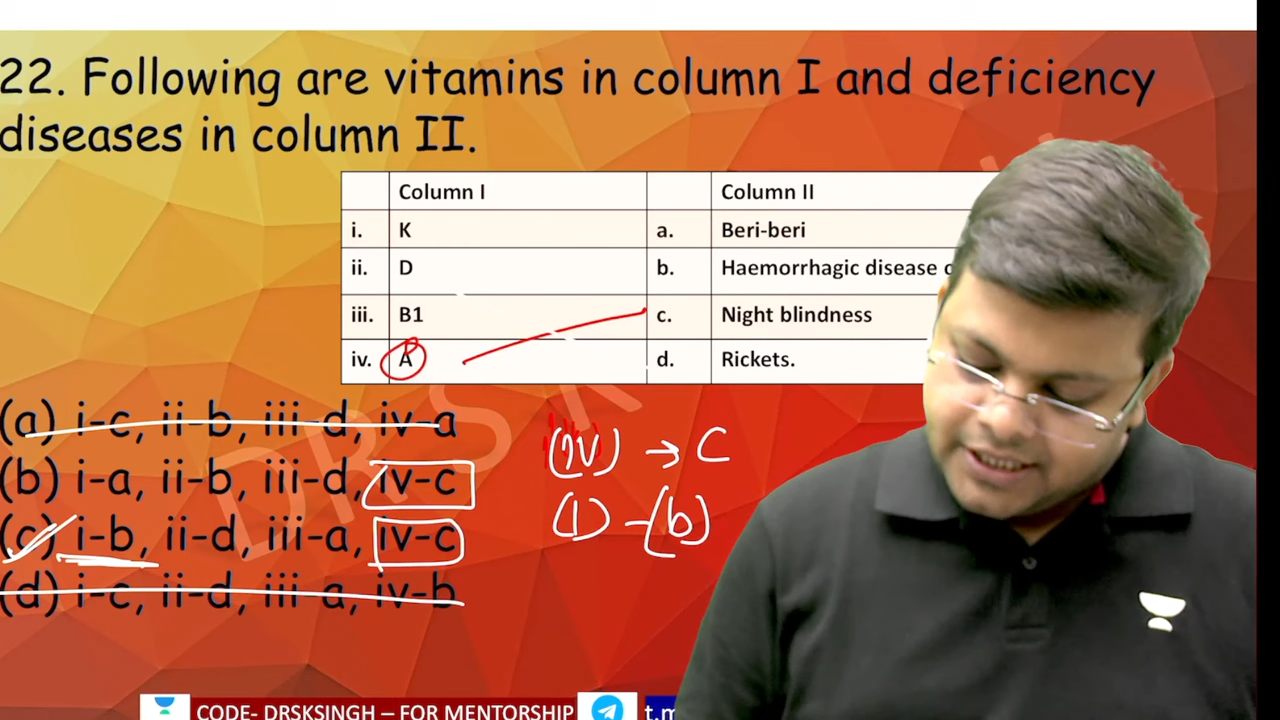 22. Following are vitamins in column I and deficiency
diseases in column II.
Column I Column II
i. K a. Beri-beri
ii. D b. Haemorrhagic disease
iii. B1 c. Night blindness
iv. A d. Rickets.
(a) i-c, ii-b, iii-d, iv-a
(b) i-a, ii-b, iii-d, iv-c
(c) i-b, ii-d, iii-a, iv-c
(d) i-c, ii-d, iii-a, iv-b
(iv) → C
(i) - (b)
DR S K
CODE- DRSKSINGH – FOR MENTORSHIP